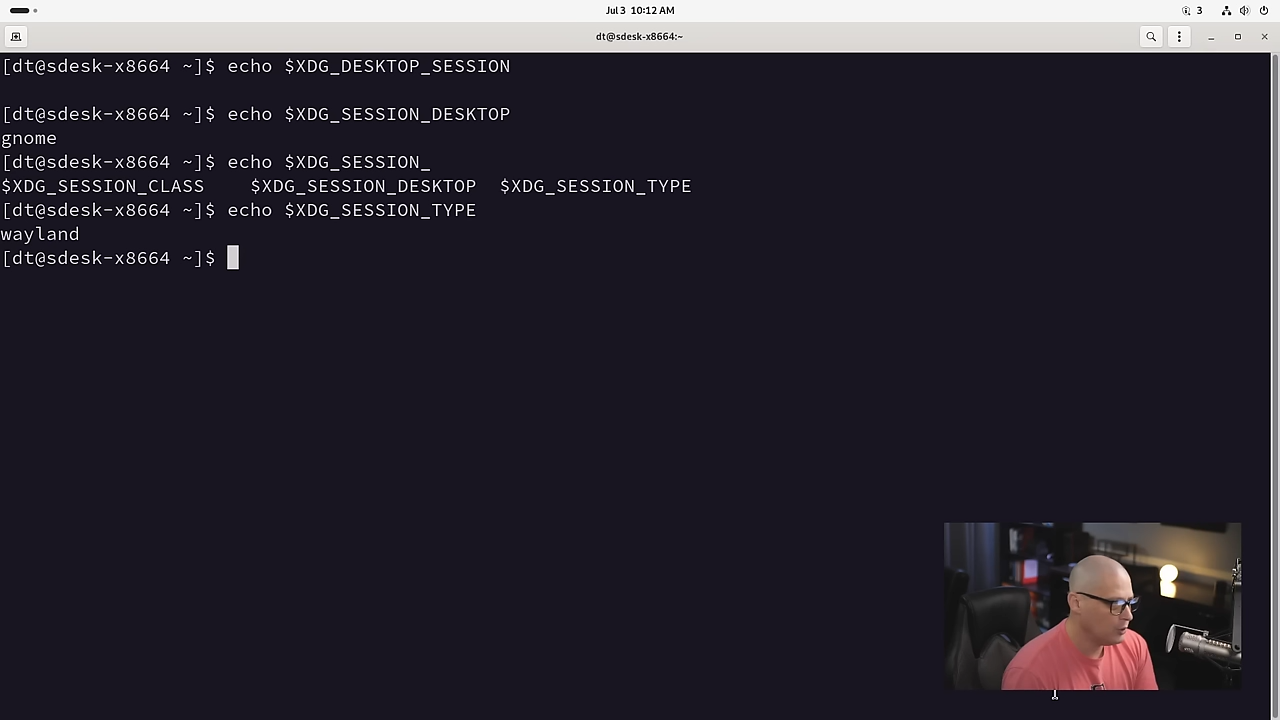 Jul 3 10:12 AM
3
dt@sdesk-x8664:~
[dt@sdesk-x8664 ~]$ echo $XDG_DESKTOP_SESSION
[dt@sdesk-x8664 ~]$ echo $XDG_SESSION_DESKTOP
gnome
[dt@sdesk-x8664 ~]$ echo $XDG_SESSION_
$XDG_SESSION_CLASS    $XDG_SESSION_DESKTOP  $XDG_SESSION_TYPE
[dt@sdesk-x8664 ~]$ echo $XDG_SESSION_TYPE
wayland
[dt@sdesk-x8664 ~]$